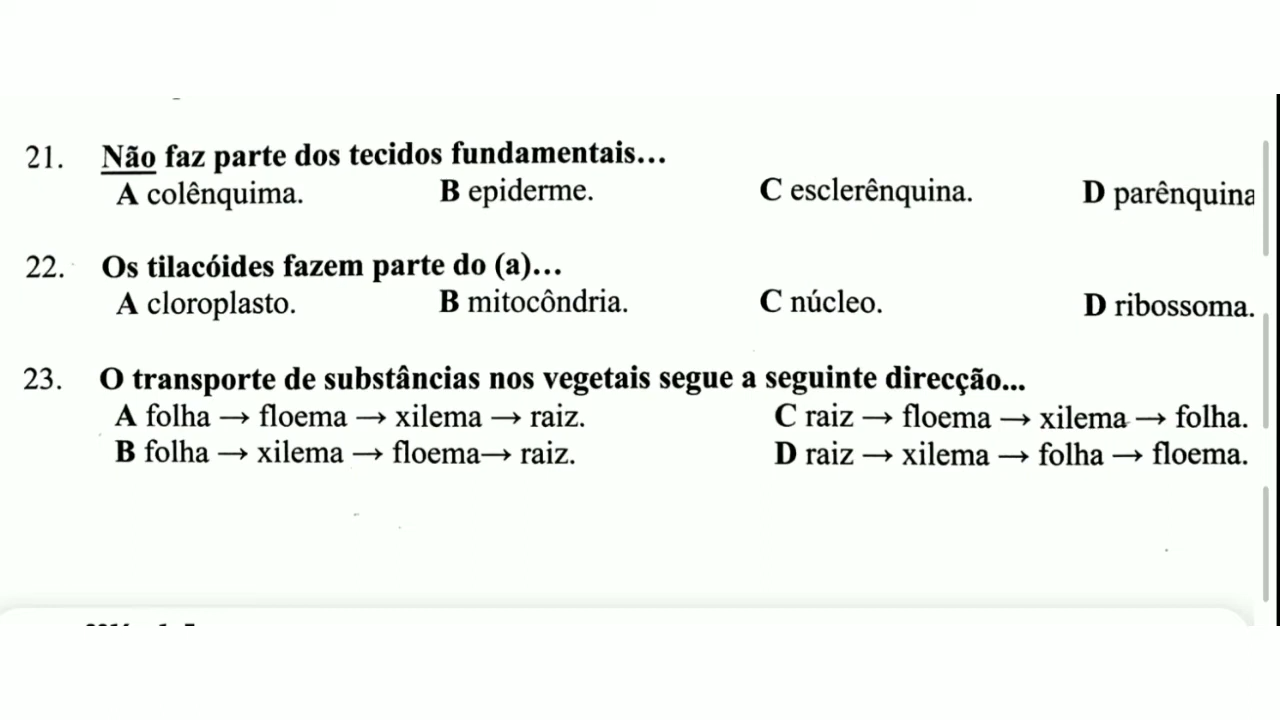 21. Não faz parte dos tecidos fundamentais...
A colênquima. B epiderme. C esclerênquina. D parênquina
22. Os tilacóides fazem parte do (a)...
A cloroplasto. B mitocôndria. C núcleo. D ribossoma.
23. O transporte de substâncias nos vegetais segue a seguinte direcção...
A folha → floema → xilema → raiz. C raiz → floema → xilema → folha.
B folha → xilema → floema→ raiz. D raiz → xilema → folha → floema.